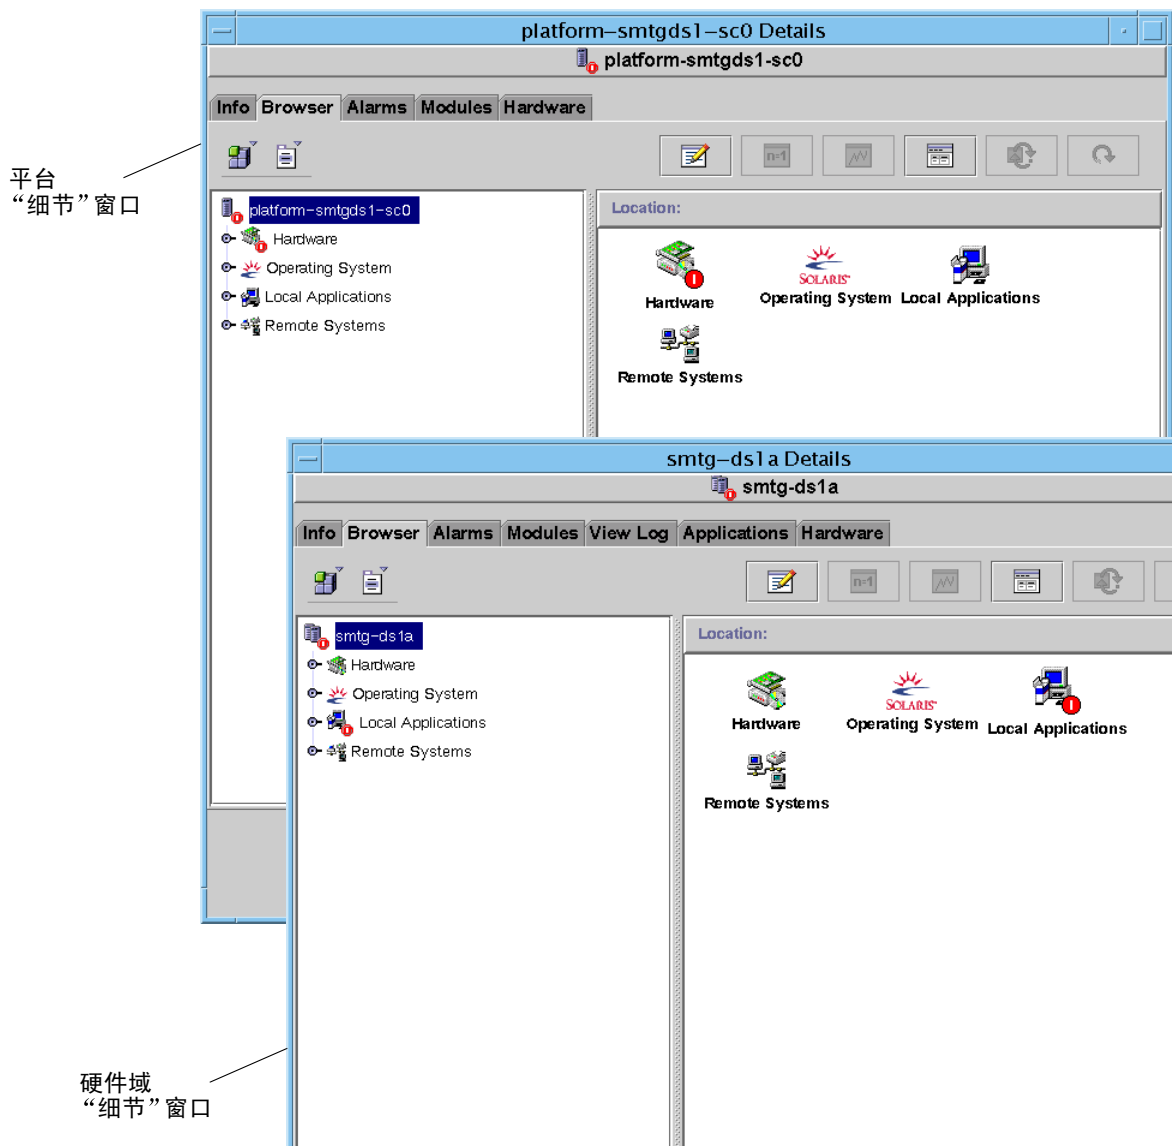 platform–smtgds1–sc0 Details
platform-smtgds1-sc0
Info Browser Alarms Modules Hardware
n=1
平台
“细节”窗口
platform–smtgds1-sc0
Hardware
Operating System
Local Applications
Remote Systems
Location:
Hardware
SOLARIS
Operating System
Local Applications
Remote Systems
smtg–ds1a Details
smtg-ds1a
Info Browser Alarms Modules View Log Applications Hardware
n=1
smtg–ds1a
Hardware
Operating System
Local Applications
Remote Systems
Location:
Hardware
SOLARIS
Operating System
Local Applications
Remote Systems
硬件域
“细节”窗口